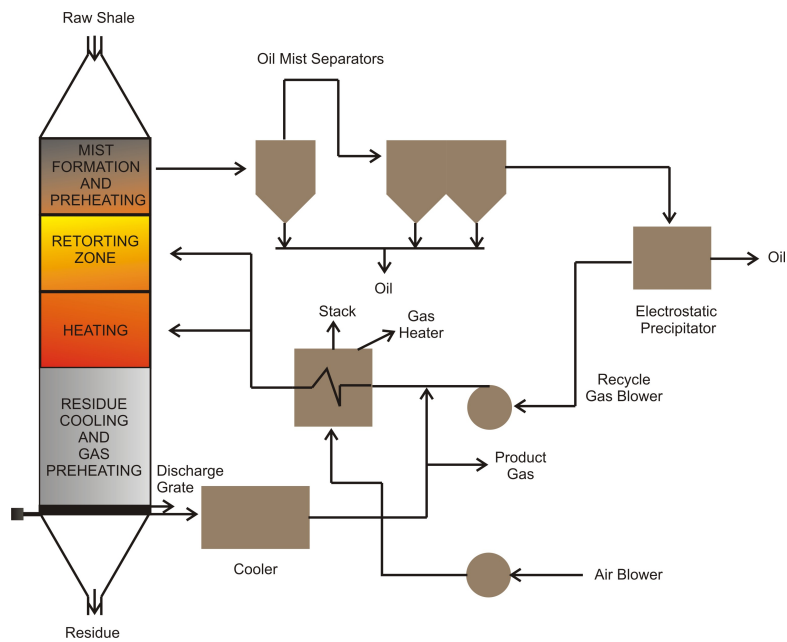 Raw Shale
Oil Mist Separators
MIST
FORMATION
AND
PREHEATING
RETORTING
ZONE
Oil
Electrostatic
Precipitator
Oil
Stack
Gas
Heater
HEATING
Recycle
Gas Blower
RESIDUE
COOLING
AND
GAS
PREHEATING
Discharge
Grate
Product
Gas
Cooler
Air Blower
Residue